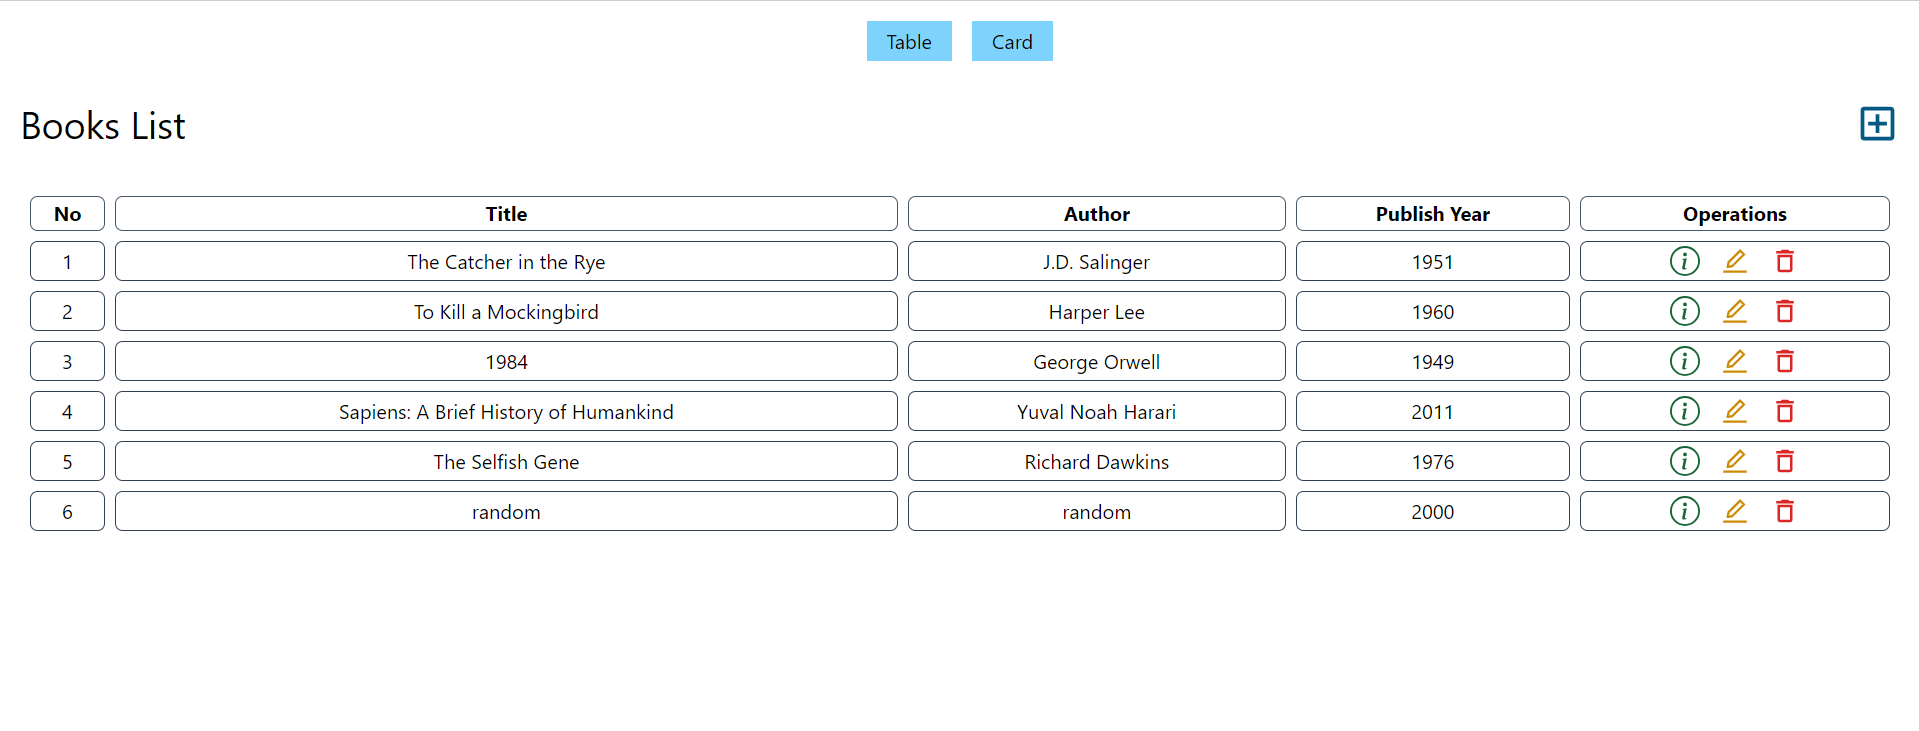 Table Card
Books List
No Title Author Publish Year Operations
1 The Catcher in the Rye J.D. Salinger 1951
2 To Kill a Mockingbird Harper Lee 1960
3 1984 George Orwell 1949
4 Sapiens: A Brief History of Humankind Yuval Noah Harari 2011
5 The Selfish Gene Richard Dawkins 1976
6 random random 2000